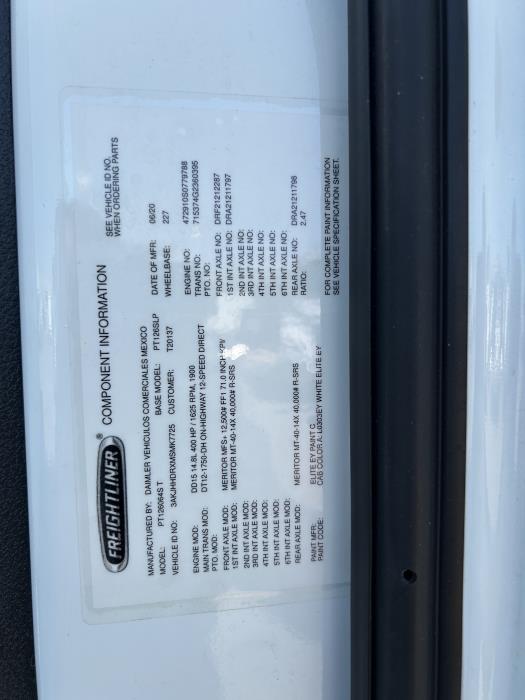 FREIGHTLINER® COMPONENT INFORMATION
SEE VEHICLE ID NO.
WHEN ORDERING PARTS
MANUFACTURED BY: DAIMLER VEHICULOS COMERCIALES MEXICO
MODEL: PT126064S T BASE MODEL: PT126SLP DATE OF MFR: 06/20
VEHICLE ID NO: 3AKJHHDRXMSMK7725 CUSTOMER: T20137 WHEELBASE: 227
ENGINE MOD: DD15 14.8L 400 HP / 1625 RPM, 1900 ENGINE NO: 472910S0779788
MAIN TRANS MOD: DT12-1750-DH ON-HIGHWAY 12-SPEED DIRECT TRANS NO: 715374G2360395
PTO. MOD: PTO. NO:
FRONT AXLE MOD: MERITOR MFS+ 12,500# FF1 71.0 INCH KPI/ FRONT AXLE NO: DRF21212287
1ST INT AXLE MOD: MERITOR MT-40-14X 40,000# R-SRS 1ST INT AXLE NO: DRA21211797
2ND INT AXLE MOD: 2ND INT AXLE NO:
3RD INT AXLE MOD: 3RD INT AXLE NO:
4TH INT AXLE MOD: 4TH INT AXLE NO:
5TH INT AXLE MOD: 5TH INT AXLE NO:
6TH INT AXLE MOD: 6TH INT AXLE NO:
REAR AXLE MOD: MERITOR MT-40-14X 40,000# R-SRS REAR AXLE NO: DRA21211798
RATIO: 2.47
PAINT MFR: ELITE EY PAINT C
PAINT CODE: CAB COLOR A: L0003EY WHITE ELITE EY
FOR COMPLETE PAINT INFORMATION
SEE VEHICLE SPECIFICATION SHEET.